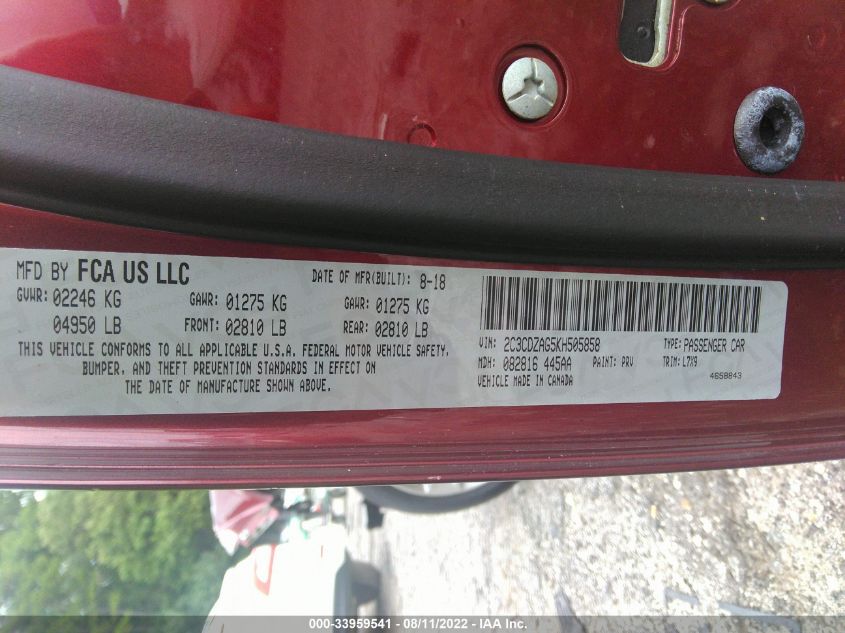 MFD BY FCA US LLC
DATE OF MFR(BUILT): 8-18
GVWR: 02246 KG
GAWR: 01275 KG
GAWR: 01275 KG
04950 LB
FRONT: 02810 LB
REAR: 02810 LB
THIS VEHICLE CONFORMS TO ALL APPLICABLE U.S.A. FEDERAL MOTOR VEHICLE SAFETY,
BUMPER, AND THEFT PREVENTION STANDARDS IN EFFECT ON
THE DATE OF MANUFACTURE SHOWN ABOVE.
VIN: 2C3CDZAG5KH505858
TYPE: PASSENGER CAR
MDH: 082816 445AA
PAINT: PRV
TRIM: L7X9
VEHICLE MADE IN CANADA
4658843
000-33959541 - 08/11/2022 - IAA Inc.